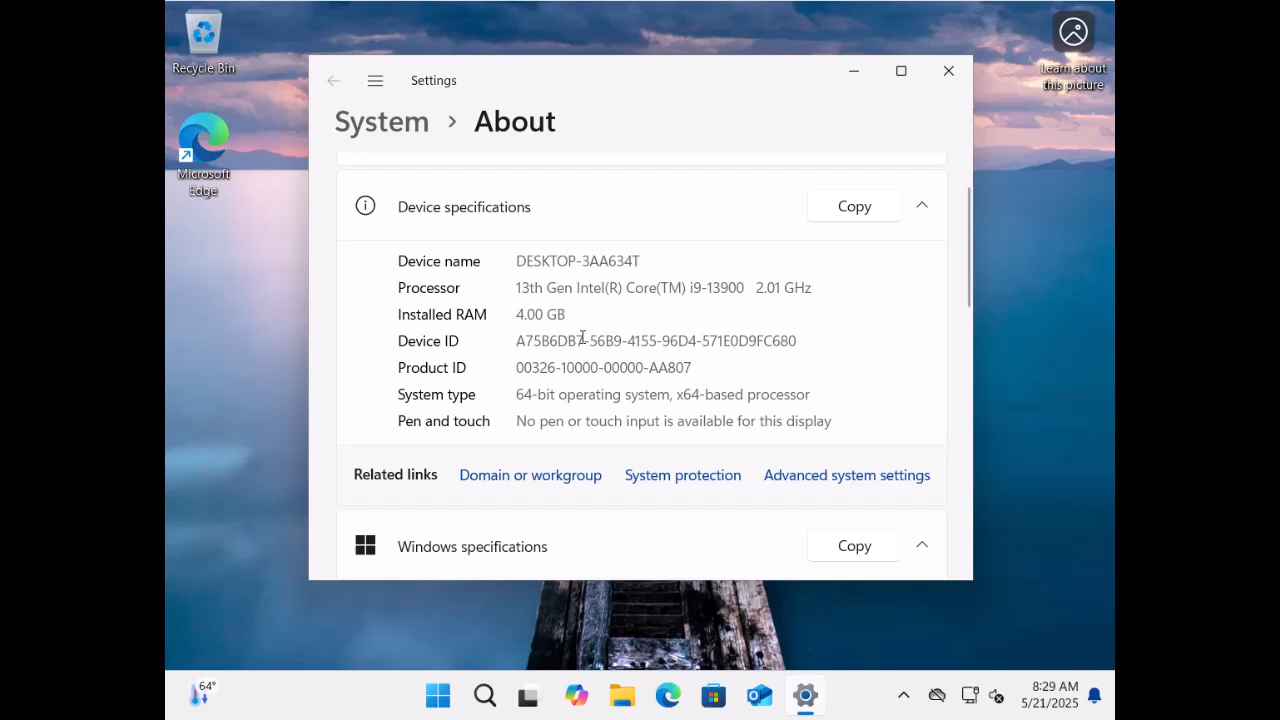 Recycle Bin
Learn about
this picture
Microsoft
Edge
Settings
System > About
Device specifications
Copy
Device name DESKTOP-3AA634T
Processor 13th Gen Intel(R) Core(TM) i9-13900 2.01 GHz
Installed RAM 4.00 GB
Device ID A75B6DB7-56B9-4155-96D4-571E0D9FC680
Product ID 00326-10000-00000-AA807
System type 64-bit operating system, x64-based processor
Pen and touch No pen or touch input is available for this display
Related links Domain or workgroup System protection Advanced system settings
Windows specifications
Copy
64°
8:29 AM
5/21/2025